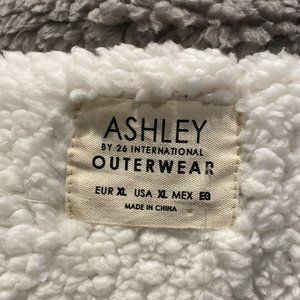 ASHLEY
BY 26 INTERNATIONAL
OUTERWEAR
EUR XL USA XL MEX EG
MADE IN CHINA